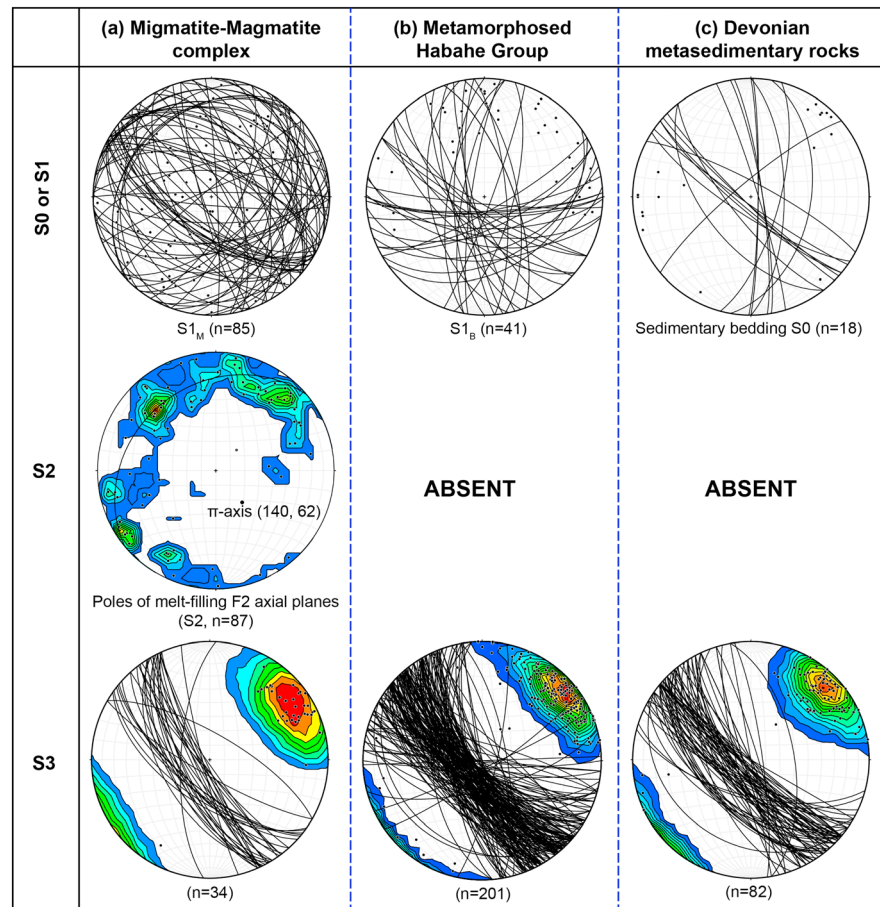 (a) Migmatite-Magmatite
complex
(b) Metamorphosed
Habahe Group
(c) Devonian
metasedimentary rocks
S0 or S1
S1M (n=85)
S1B (n=41)
Sedimentary bedding S0 (n=18)
S2
π-axis (140, 62)
Poles of melt-filling F2 axial planes
(S2, n=87)
ABSENT
ABSENT
S3
(n=34)
(n=201)
(n=82)